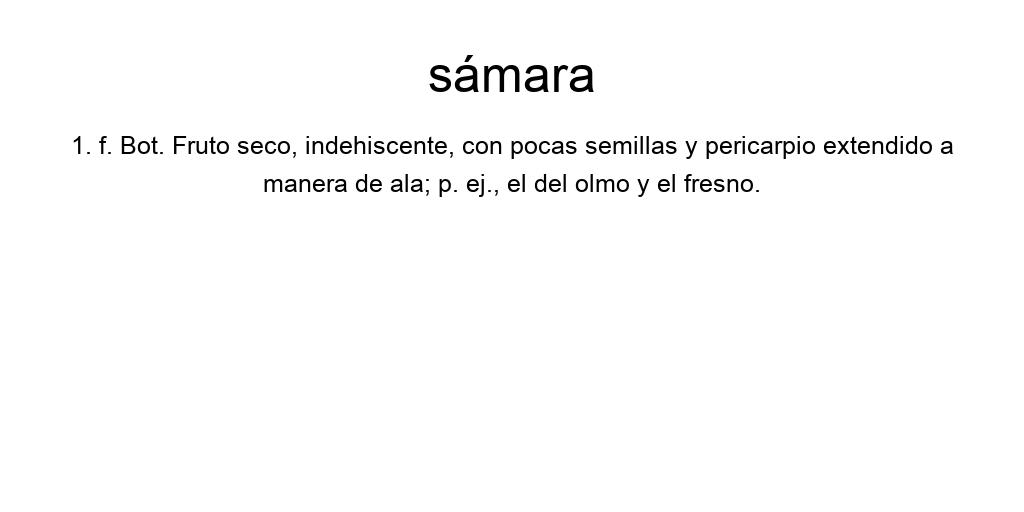 sámara
1. f. Bot. Fruto seco, indehiscente, con pocas semillas y pericarpio extendido a
manera de ala; p. ej., el del olmo y el fresno.